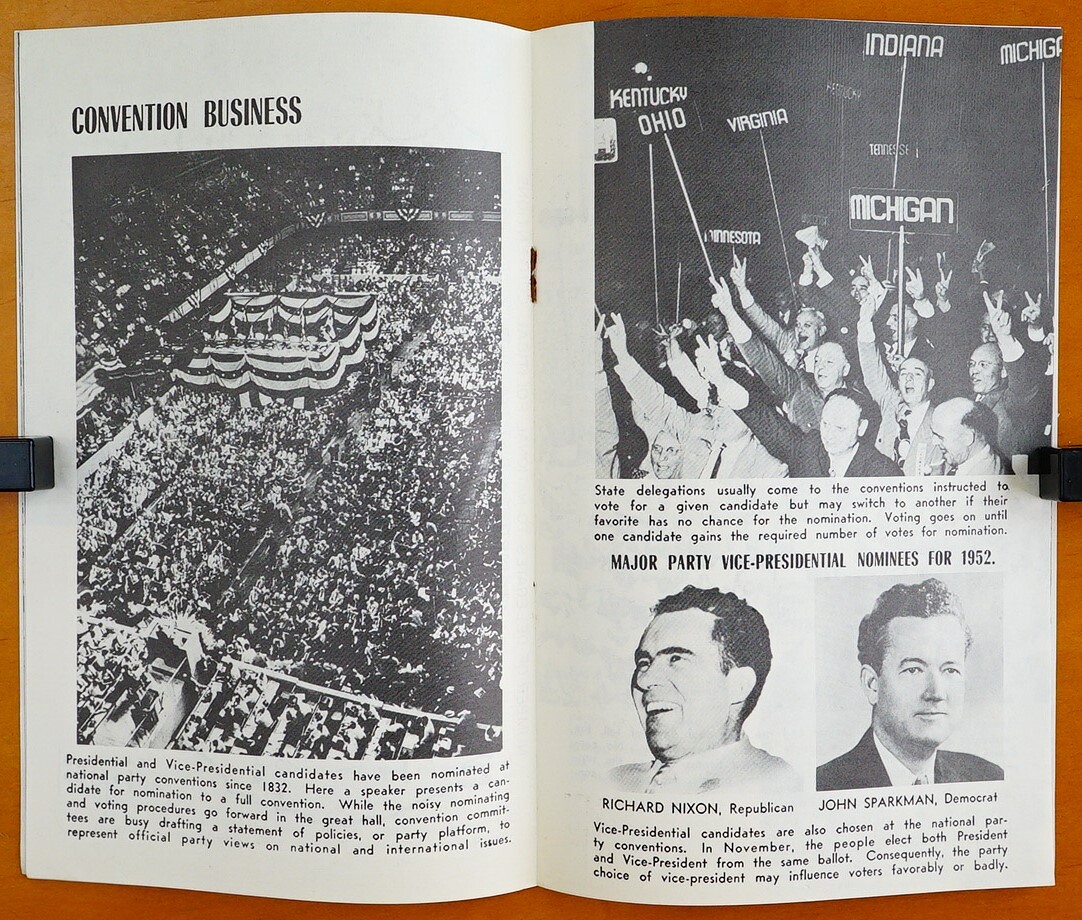 CONVENTION BUSINESS
Presidential and Vice-Presidential candidates have been nominated at
national party conventions since 1832. Here a speaker presents a can-
didate for nomination to a full convention. While the noisy nominating
and voting procedures go forward in the great hall, convention commit-
tees are busy drafting a statement of policies, or party platform, to
represent official party views on national and international issues.
INDIANA
MICHIGA
KENTUCKY
OHIO
VIRGINIA
KENTUCKY
TENNESSE
MICHIGAN
MINNESOTA
State delegations usually come to the conventions instructed to
vote for a given candidate but may switch to another if their
favorite has no chance for the nomination. Voting goes on until
one candidate gains the required number of votes for nomination.
MAJOR PARTY VICE-PRESIDENTIAL NOMINEES FOR 1952.
RICHARD NIXON, Republican
JOHN SPARKMAN, Democrat
Vice-Presidential candidates are also chosen at the national par-
ty conventions. In November, the people elect both President
and Vice-President from the same ballot. Consequently, the party
choice of vice-president may influence voters favorably or badly.